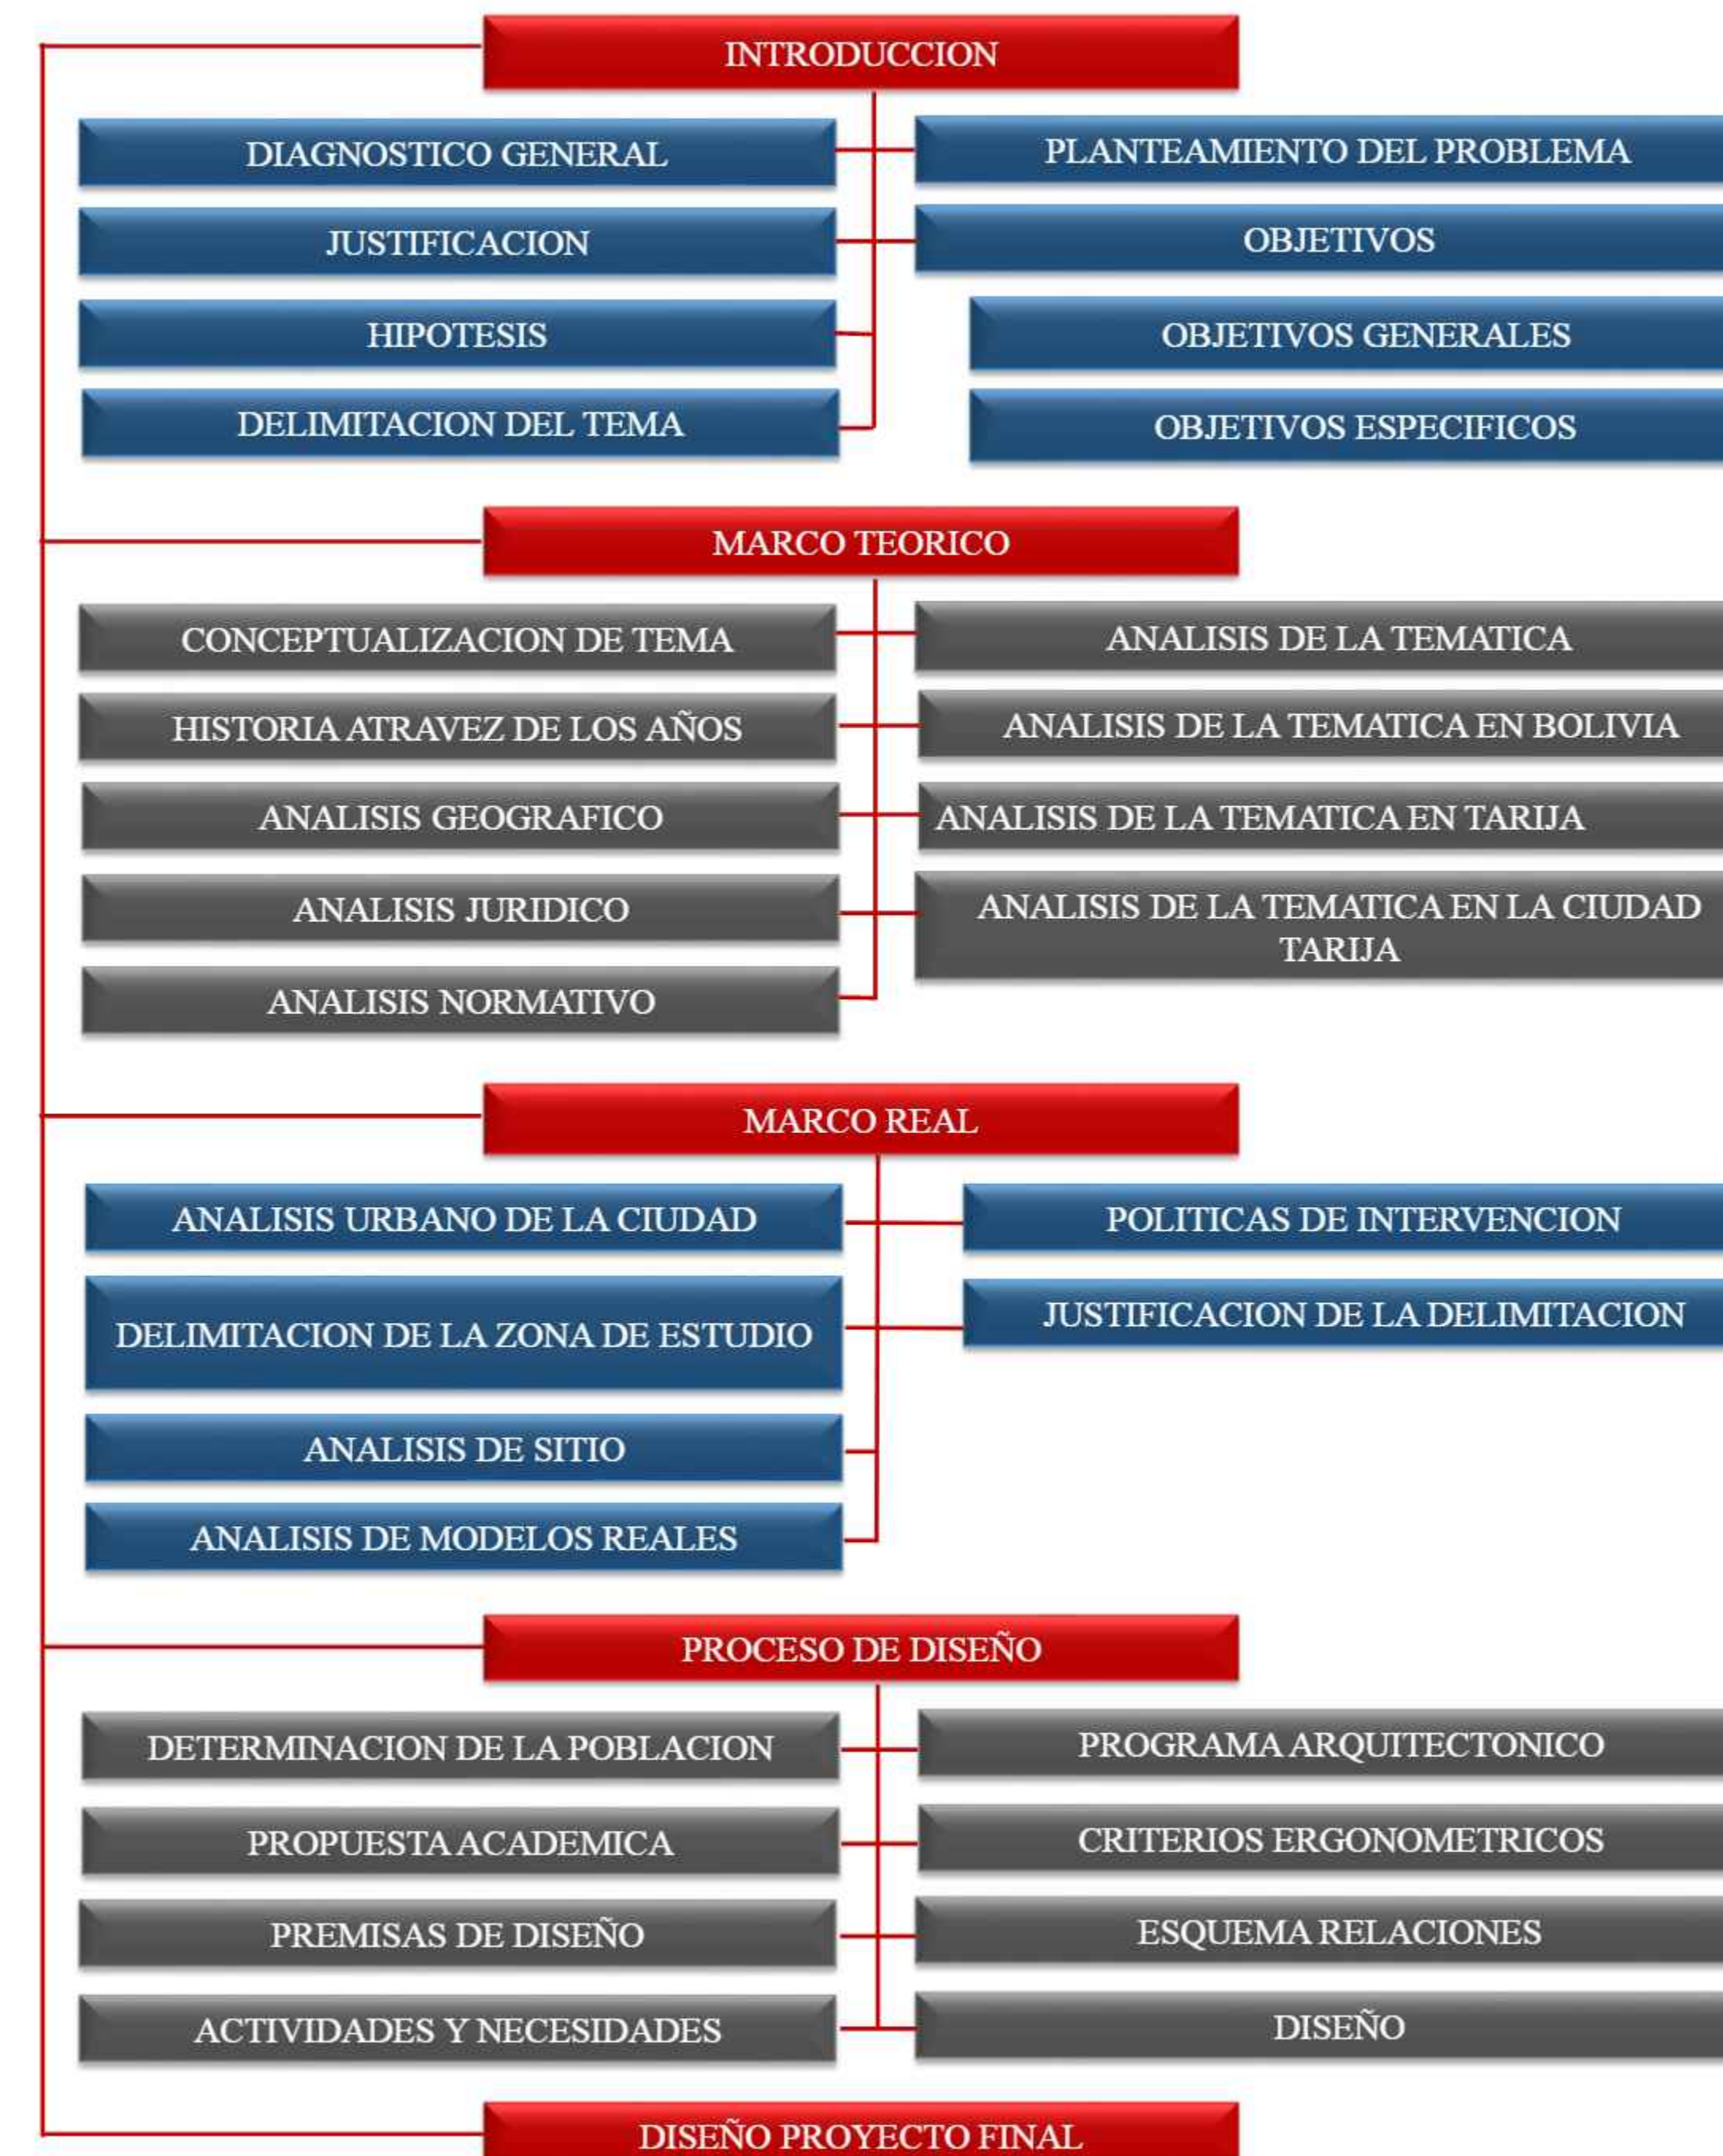 INTRODUCCION
DIAGNOSTICO GENERAL
PLANTEAMIENTO DEL PROBLEMA
JUSTIFICACION
OBJETIVOS
HIPOTESIS
OBJETIVOS GENERALES
DELIMITACION DEL TEMA
OBJETIVOS ESPECIFICOS
MARCO TEORICO
CONCEPTUALIZACION DE TEMA
ANALISIS DE LA TEMATICA
HISTORIA ATRAVEZ DE LOS AÑOS
ANALISIS DE LA TEMATICA EN BOLIVIA
ANALISIS GEOGRAFICO
ANALISIS DE LA TEMATICA EN TARIJA
ANALISIS JURIDICO
ANALISIS DE LA TEMATICA EN LA CIUDAD
TARIJA
ANALISIS NORMATIVO
MARCO REAL
ANALISIS URBANO DE LA CIUDAD
POLITICAS DE INTERVENCION
DELIMITACION DE LA ZONA DE ESTUDIO
JUSTIFICACION DE LA DELIMITACION
ANALISIS DE SITIO
ANALISIS DE MODELOS REALES
PROCESO DE DISEÑO
DETERMINACION DE LA POBLACION
PROGRAMA ARQUITECTONICO
PROPUESTA ACADEMICA
CRITERIOS ERGONOMETRICOS
PREMISAS DE DISEÑO
ESQUEMA RELACIONES
ACTIVIDADES Y NECESIDADES
DISEÑO
DISEÑO PROYECTO FINAL